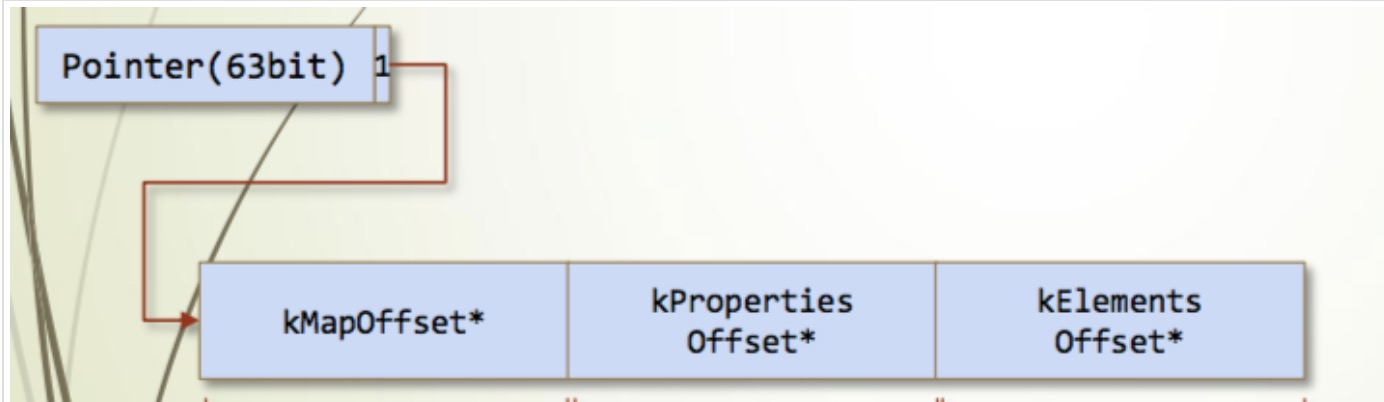 Pointer(63bit) 1
kMapOffset*
kProperties
Offset*
kElements
Offset*